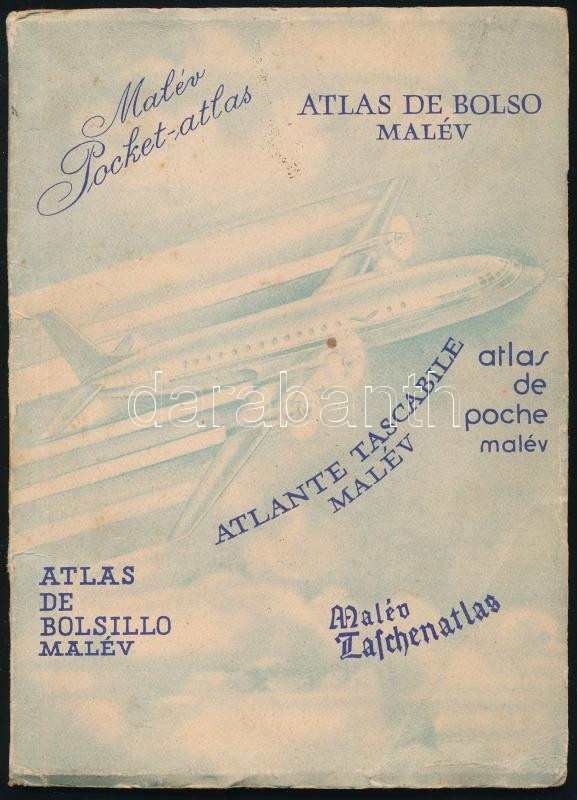 Malév
Pocket-atlas
ATLAS DE BOLSO
MALÉV
atlas
de
poche
malév
ATLANTE TASCABILE
MALÉV
ATLAS
DE
BOLSILLO
MALÉV
Malév
Taschenatlas
darabanth